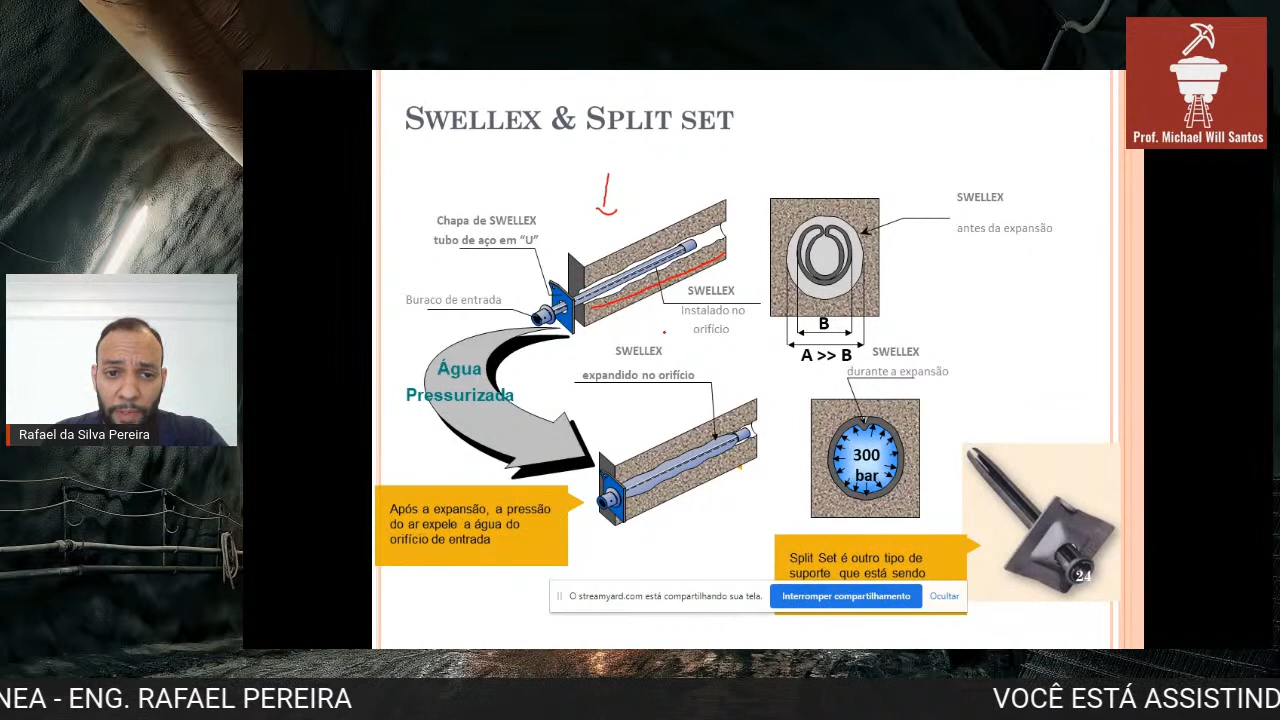 Prof. Michael Will Santos
SWELLEX & SPLIT SET
Chapa de SWELLEX
tubo de aço em “U”
Buraco de entrada
SWELLEX
Instalado no
orifício
SWELLEX
antes da expansão
B
A >> B
SWELLEX
durante a expansão
Água
Pressurizada
SWELLEX
expandido no orifício
300
bar
Após a expansão, a pressão
do ar expele a água do
orifício de entrada
Split Set é outro tipo de
suporte que está sendo
24
O streamyard.com está compartilhando sua tela.
Interromper compartilhamento
Ocultar
Rafael da Silva Pereira
NEA - ENG. RAFAEL PEREIRA
VOCÊ ESTÁ ASSISTIND